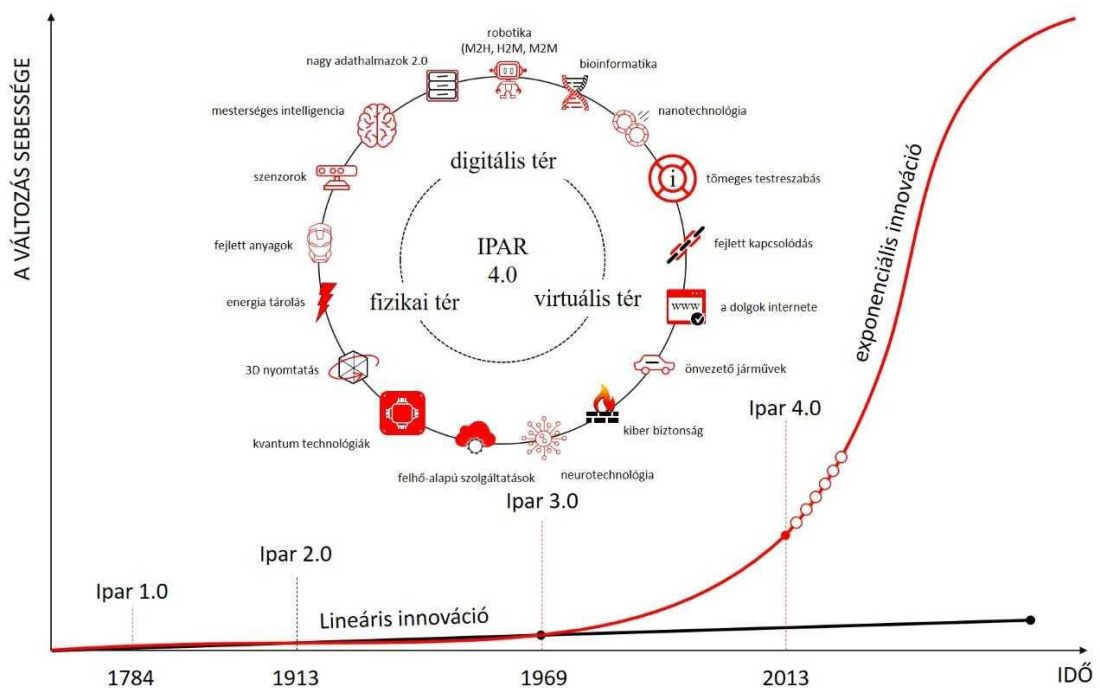 A VÁLTOZÁS SEBESSÉGE
robotika
(M2H, H2M, M2M
nagy adathalmazok 2.0
bioinformatika
mesterséges intelligencia
nanotechnológia
szenzorok
digitális tér
tömeges testreszabás
i
fejlett anyagok
IPAR
4.0
fejlett kapcsolódás
energia tárolás
fizikai tér
virtuális tér
www
a dolgok internete
3D nyomtatás
önvezető járművek
kvantum technológiák
kiber biztonság
felhő-alapú szolgáltatások
neurotechnológia
exponenciális innováció
Ipar 4.0
Ipar 3.0
Ipar 2.0
Ipar 1.0
Lineáris innováció
1784
1913
1969
2013
IDŐ